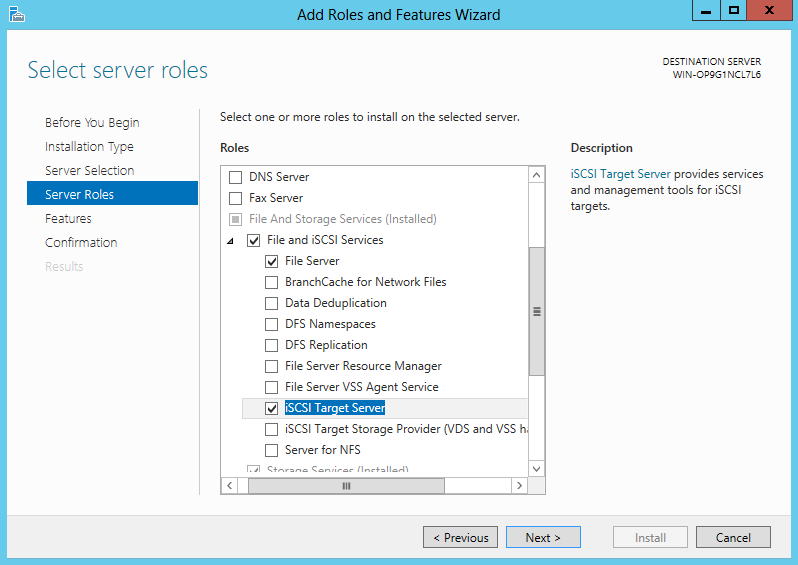 Add Roles and Features Wizard
Select server roles
DESTINATION SERVER
WIN-OP9G1NCL7L6
Before You Begin
Installation Type
Server Selection
Server Roles
Features
Confirmation
Results
Select one or more roles to install on the selected server.
Roles
DNS Server
Fax Server
File And Storage Services (Installed)
File and iSCSI Services
File Server
BranchCache for Network Files
Data Deduplication
DFS Namespaces
DFS Replication
File Server Resource Manager
File Server VSS Agent Service
iSCSI Target Server
iSCSI Target Storage Provider (VDS and VSS ha
Server for NFS
Storage Services (Installed)
Description
iSCSI Target Server provides services
and management tools for iSCSI
targets.
< Previous
Next >
Install
Cancel